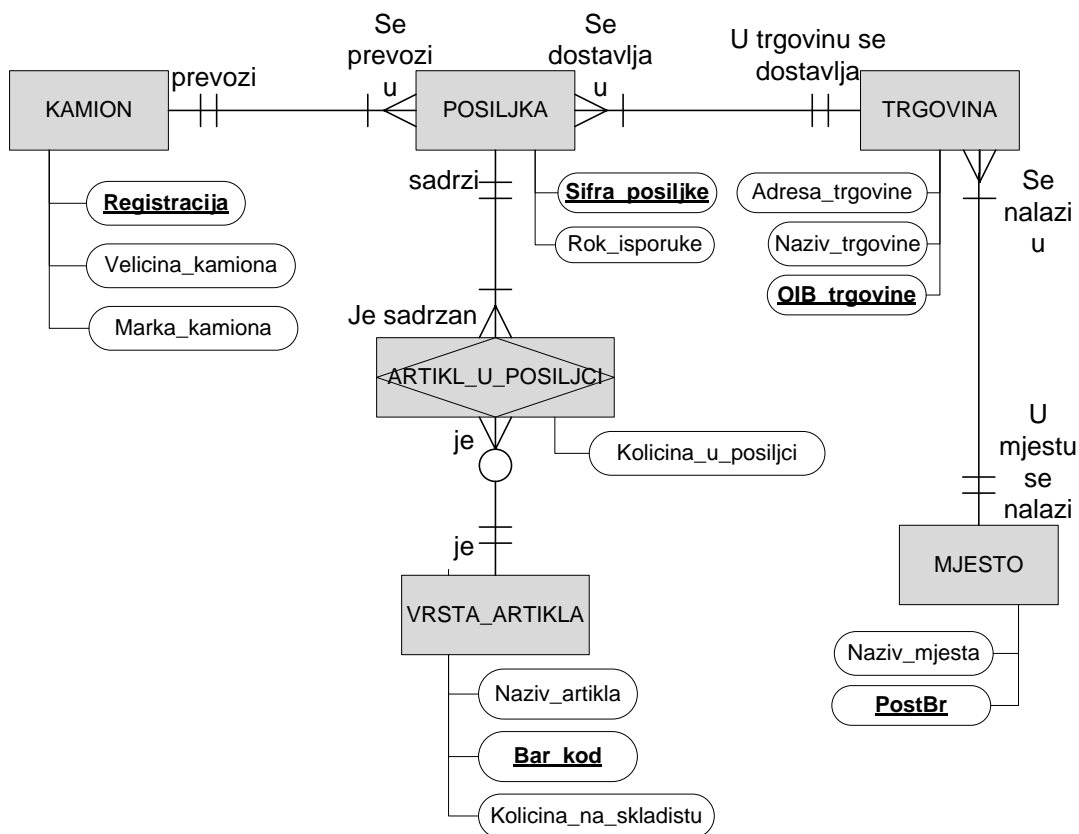 Se
prevozi
u
Se
dostavlja
u
U trgovinu se
dostavlja
prevozi
KAMION
POSILJKA
TRGOVINA
Registracija
Velicina_kamiona
Marka_kamiona
sadrzi
Sifra_posiljke
Rok_isporuke
Adresa_trgovine
Naziv_trgovine
OIB_trgovine
Se
nalazi
u
Je sadrzan
ARTIKL_U_POSILJCI
je
Kolicina_u_posiljci
U
mjestu
se
nalazi
je
VRSTA_ARTIKLA
MJESTO
Naziv_artikla
Bar_kod
Kolicina_na_skladistu
Naziv_mjesta
PostBr